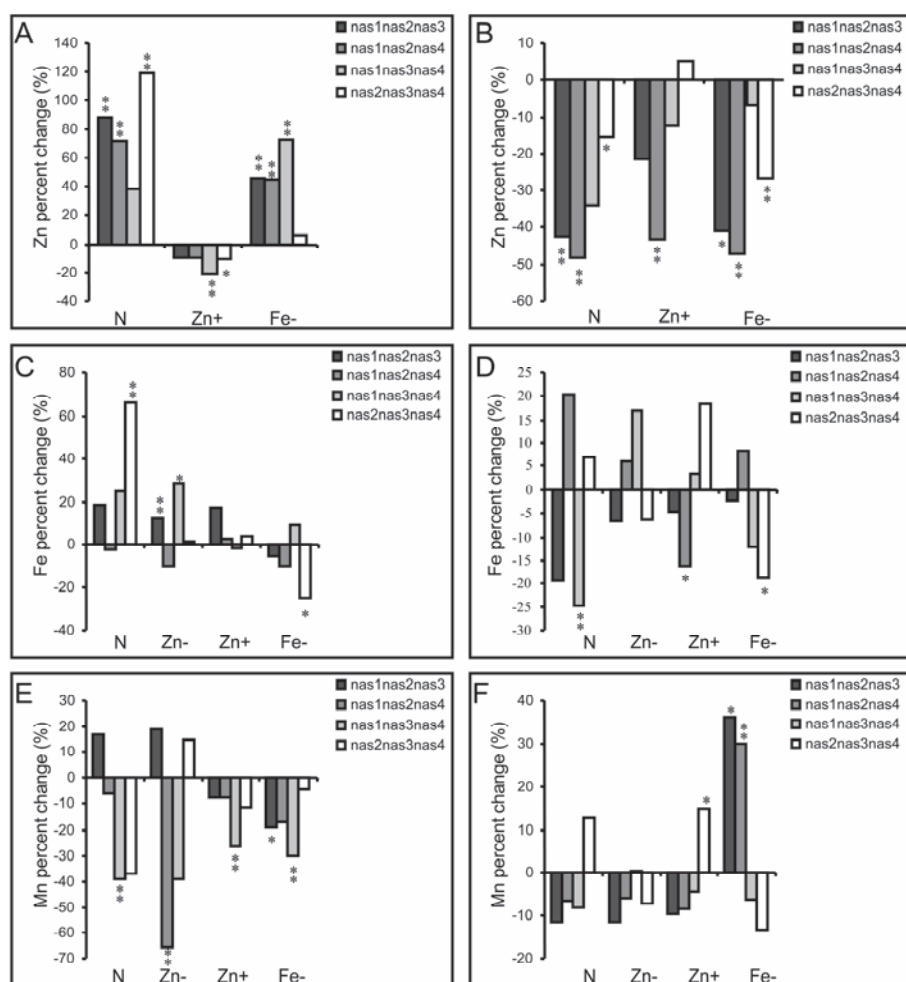 A
Zn percent change (%)
140
120
100
80
60
40
20
0
-20
-40
N Zn+ Fe-
nas1nas2nas3
nas1nas2nas4
nas1nas3nas4
nas2nas3nas4
B
Zn percent change (%)
10
0
-10
-20
-30
-40
-50
-60
N Zn+ Fe-
nas1nas2nas3
nas1nas2nas4
nas1nas3nas4
nas2nas3nas4
C
Fe percent change (%)
80
60
40
20
0
-20
-40
N Zn- Zn+ Fe-
nas1nas2nas3
nas1nas2nas4
nas1nas3nas4
nas2nas3nas4
D
Fe percent change (%)
25
20
15
10
5
0
-5
-10
-15
-20
-25
-30
N Zn- Zn+ Fe-
nas1nas2nas3
nas1nas2nas4
nas1nas3nas4
nas2nas3nas4
E
Mn percent change (%)
30
20
10
0
-10
-20
-30
-40
-50
-60
-70
N Zn- Zn+ Fe-
nas1nas2nas3
nas1nas2nas4
nas1nas3nas4
nas2nas3nas4
F
Mn percent change (%)
40
30
20
10
0
-10
-20
N Zn- Zn+ Fe-
nas1nas2nas3
nas1nas2nas4
nas1nas3nas4
nas2nas3nas4